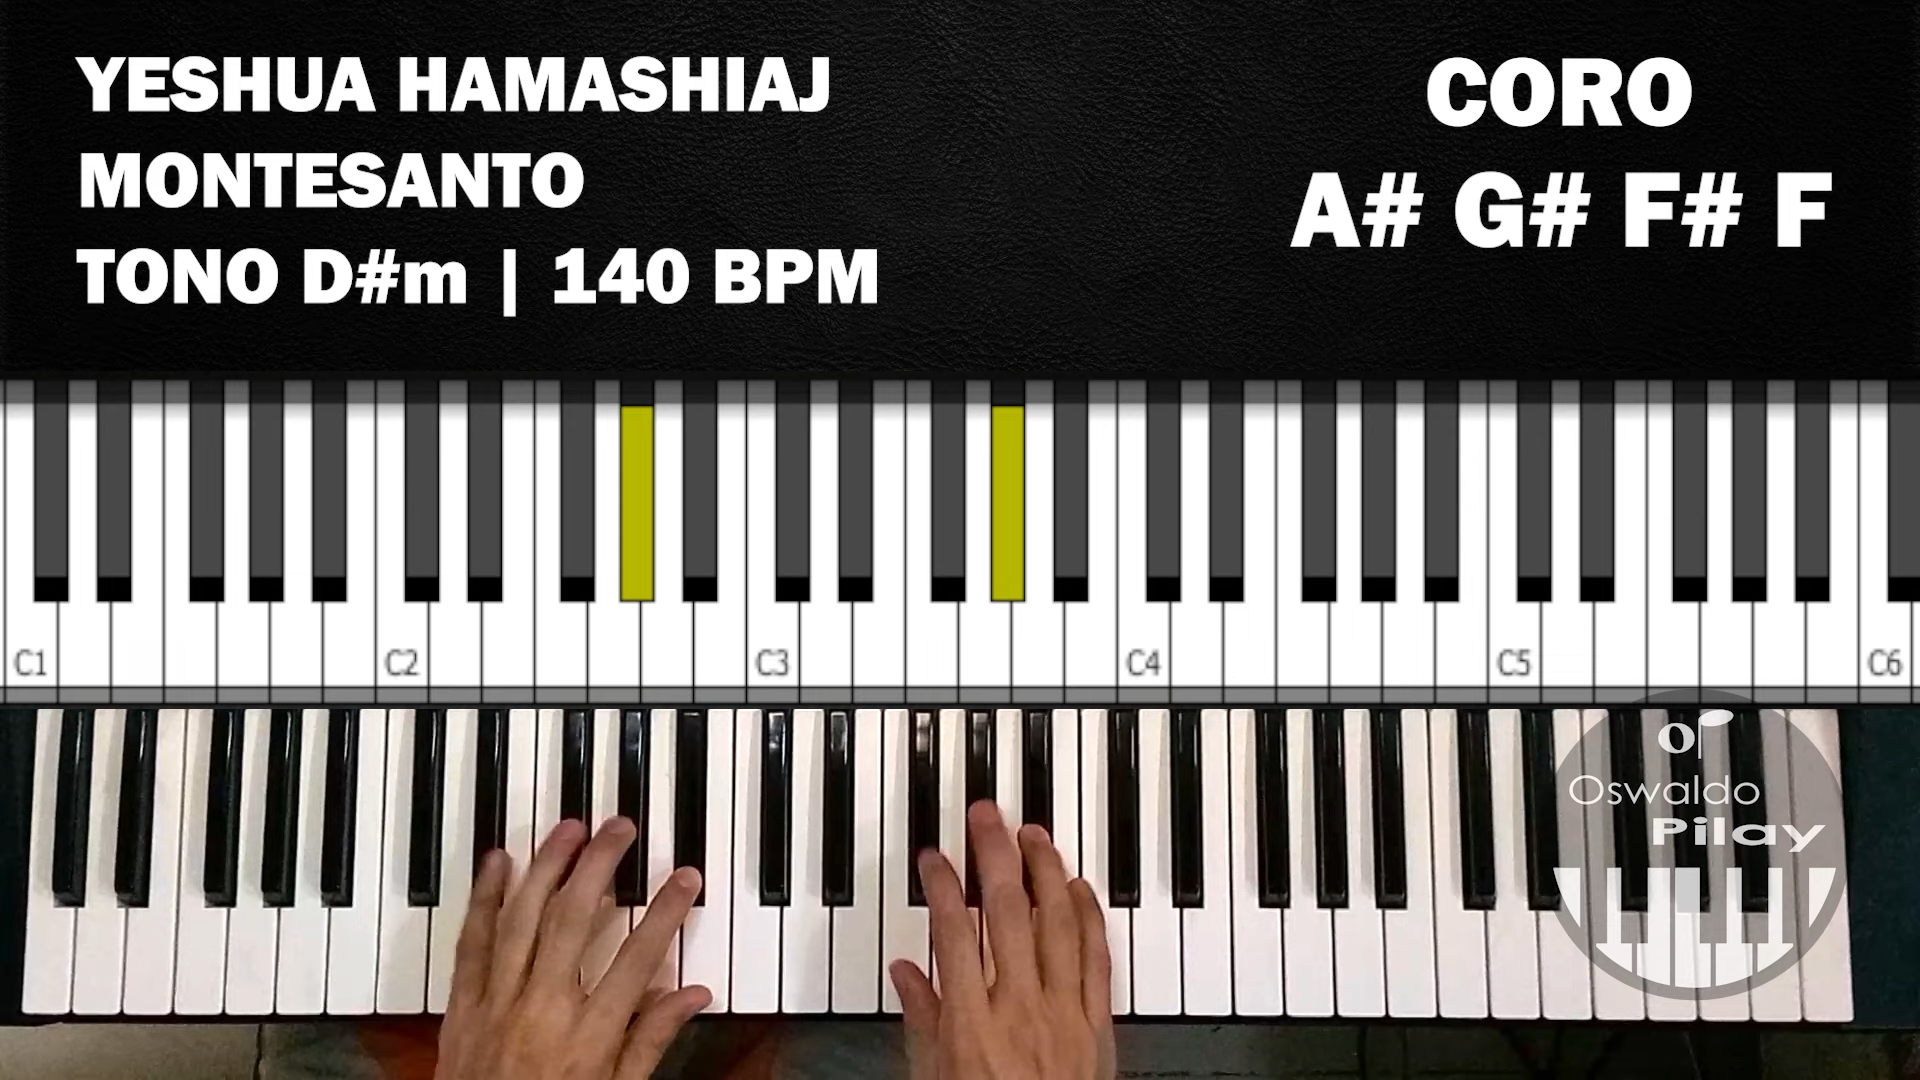 YESHUA HAMASHIAJ
MONTESANTO
TONO D#m | 140 BPM
CORO
A# G# F# F
C1 C2 C3 C4 C5 C6
Oswaldo
Pilay